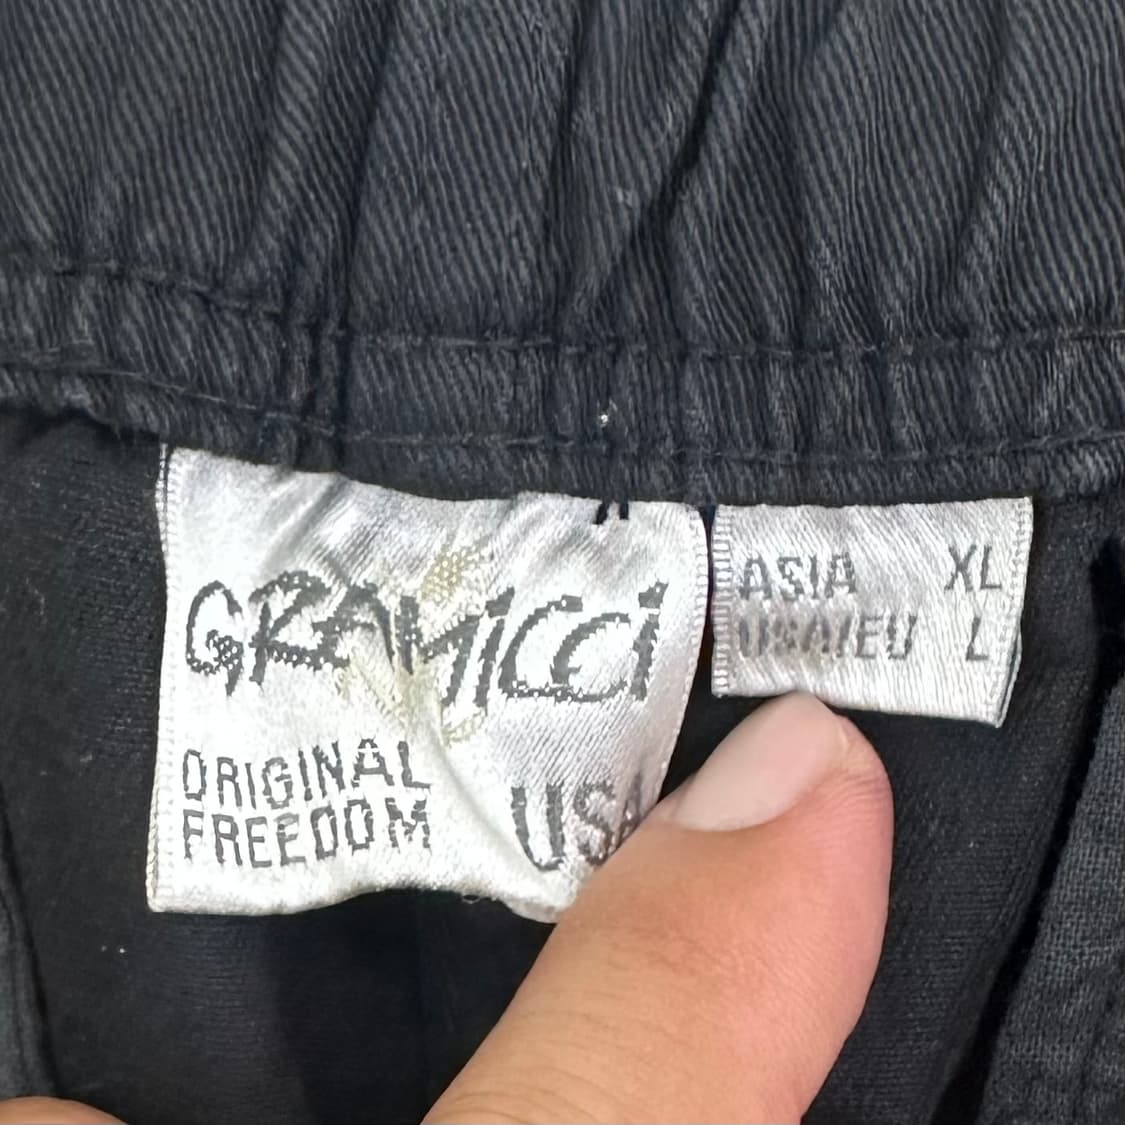 GRAMICCI
ORIGINAL
FREEDOM
USA
ASIA XL
USA/EU L